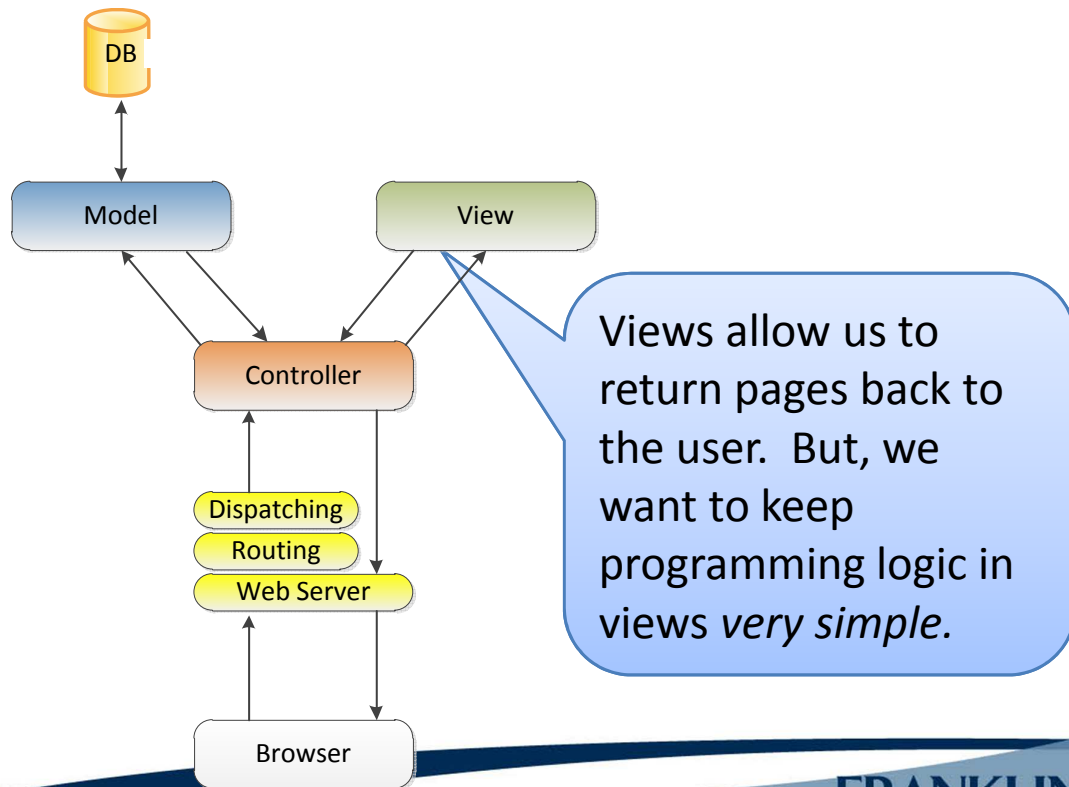 DB
Model
View
Views allow us to
return pages back to
the user.  But, we
want to keep
programming logic in
views very simple.
Controller
Dispatching
Routing
Web Server
Browser